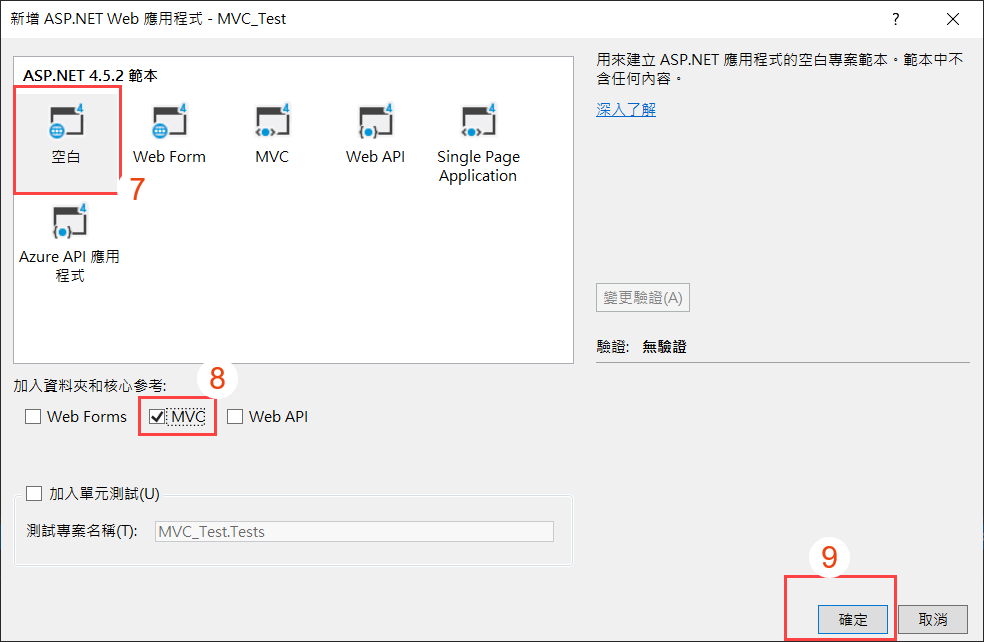 新增 ASP.NET Web 應用程式 - MVC_Test
?
ASP.NET 4.5.2 範本
空白
Web Form
MVC
Web API
Single Page
Application
7
Azure API 應用
程式
用來建立 ASP.NET 應用程式的空白專案範本。範本中不
含任何內容。
深入了解
變更驗證(A)
驗證: 無驗證
加入資料夾和核心參考:
8
Web Forms
MVC
Web API
加入單元測試(U)
測試專案名稱(T):
MVC_Test.Tests
9
確定
取消